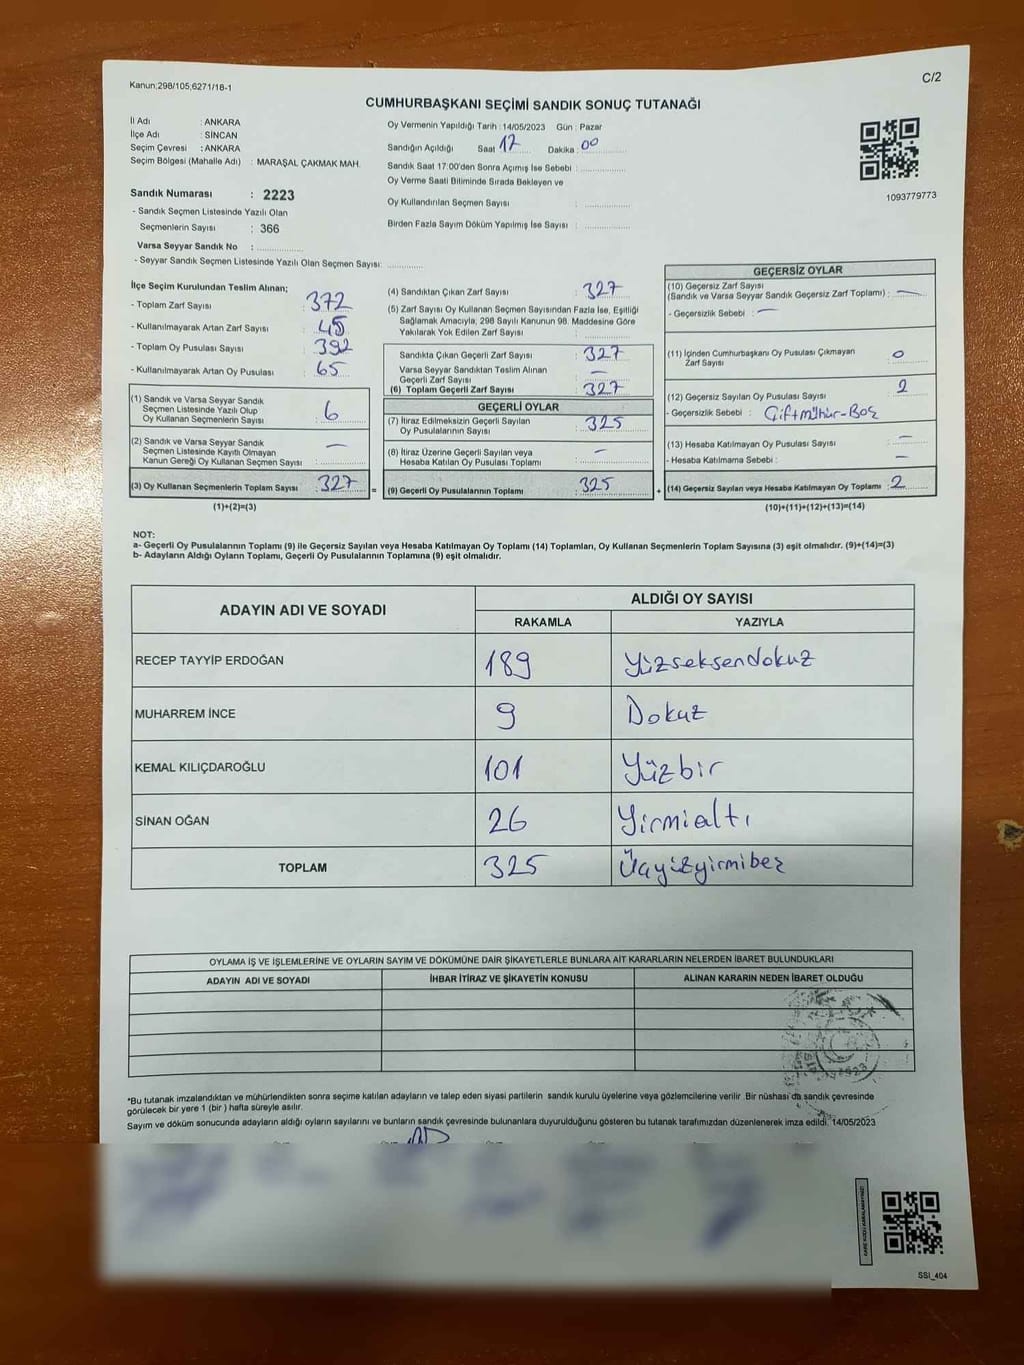 Kanun;298/105,6271/18-1
C/2
CUMHURBAŞKANI SEÇİMİ SANDIK SONUÇ TUTANAĞI
İl Adı : ANKARA
İlçe Adı : SİNCAN
Seçim Çevresi : ANKARA
Seçim Bölgesi (Mahalle Adı) : MARAŞAL ÇAKMAK MAH.
Sandık Numarası : 2223
- Sandık Seçmen Listesinde Yazılı Olan
Seçmenlerin Sayısı : 366
Varsa Seyyar Sandık No :
- Seyyar Sandık Seçmen Listesinde Yazılı Olan Seçmen Sayısı:
Oy Vermenin Yapıldığı Tarih : 14/05/2023 Gün : Pazar
Sandığın Açıldığı Saat 17 Dakika : 00
Sandık Saat 17:00'den Sonra Açımış İse Sebebi :
Oy Verme Saati Bitiminde Sırada Bekleyen ve
Oy Kullandırılan Seçmen Sayısı :
Birden Fazla Sayım Döküm Yapılmış İse Sayısı :
1093779773
İlçe Seçim Kurulundan Teslim Alınan;
- Toplam Zarf Sayısı : 372
- Kullanılmayarak Artan Zarf Sayısı : 45
- Toplam Oy Pusulası Sayısı : 392
- Kullanılmayarak Artan Oy Pusulası : 65
(1) Sandık ve Varsa Seyyar Sandık
Seçmen Listesinde Yazılı Olup
Oy Kullanan Seçmenlerin Sayısı : 6
(2) Sandık ve Varsa Seyyar Sandık
Seçmen Listesinde Kayıtlı Olmayan
Kanun Gereği Oy Kullanan Seçmen Sayısı : —
(3) Oy Kullanan Seçmenlerin Toplam Sayısı : 327
(1)+(2)=(3)
(4) Sandıktan Çıkan Zarf Sayısı : 327
(5) Zarf Sayısı Oy Kullanan Seçmen Sayısından Fazla İse, Eşitliği
Sağlamak Amacıyla, 298 Sayılı Kanunun 98. Maddesine Göre
Yakılarak Yok Edilen Zarf Sayısı :
Sandıkta Çıkan Geçerli Zarf Sayısı : 327
Varsa Seyyar Sandıktan Teslim Alınan
Geçerli Zarf Sayısı : —
(6) Toplam Geçerli Zarf Sayısı : 327
GEÇERLİ OYLAR
(7) İtiraz Edilmeksizin Geçerli Sayılan
Oy Pusulalarının Sayısı : 325
(8) İtiraz Üzerine Geçerli Sayılan veya
Hesaba Katılan Oy Pusulası Toplamı : —
= (9) Geçerli Oy Pusulalarının Toplamı : 325
GEÇERSİZ OYLAR
(10) Geçersiz Zarf Sayısı
(Sandık ve Varsa Seyyar Sandık Geçersiz Zarf Toplamı) : —
- Geçersizlik Sebebi : —
(11) İçinden Cumhurbaşkanı Oy Pusulası Çıkmayan
Zarf Sayısı : 0
(12) Geçersiz Sayılan Oy Pusulası Sayısı : 2
- Geçersizlik Sebebi : Çiftmühür-Boş
(13) Hesaba Katılmayan Oy Pusulası Sayısı : —
- Hesaba Katılmama Sebebi : —
+ (14) Geçersiz Sayılan veya Hesaba Katılmayan Oy Toplamı : 2
(10)+(11)+(12)+(13)=(14)
NOT:
a- Geçerli Oy Pusulalarının Toplamı (9) ile Geçersiz Sayılan veya Hesaba Katılmayan Oy Toplamı (14) Toplamları, Oy Kullanan Seçmenlerin Toplam Sayısına (3) eşit olmalıdır. (9)+(14)=(3)
b- Adayların Aldığı Oyların Toplamı, Geçerli Oy Pusulalarının Toplamına (9) eşit olmalıdır.
ADAYIN ADI VE SOYADI ALDIĞI OY SAYISI
RAKAMLA YAZIYLA
RECEP TAYYİP ERDOĞAN 189 Yüzseksendokuz
MUHARREM İNCE 9 Dokuz
KEMAL KILIÇDAROĞLU 101 Yüzbir
SİNAN OĞAN 26 Yirmialtı
TOPLAM 325 Üçyüzyirmibeş
OYLAMA İŞ VE İŞLEMLERİNE VE OYLARIN SAYIM VE DÖKÜMÜNE DAİR ŞİKAYETLERLE BUNLARA AİT KARARLARIN NELERDEN İBARET BULUNDUKLARI
ADAYIN ADI VE SOYADI İHBAR İTİRAZ VE ŞİKAYETİN KONUSU ALINAN KARARIN NEDEN İBARET OLDUĞU
*Bu tutanak imzalandıktan ve mühürlendikten sonra seçime katılan adayların ve talep eden siyasi partilerin sandık kurulu üyelerine veya gözlemcilerine verilir .Bir nüshası da sandık çevresinde
görülecek bir yere 1 (bir ) hafta süreyle asılır.
Sayım ve döküm sonucunda adayların aldığı oyların sayılarını ve bunların sandık çevresinde bulunanlara duyurulduğunu gösteren bu tutanak tarafımızdan düzenlenerek imza edildi. 14/05/2023
SSİ_404